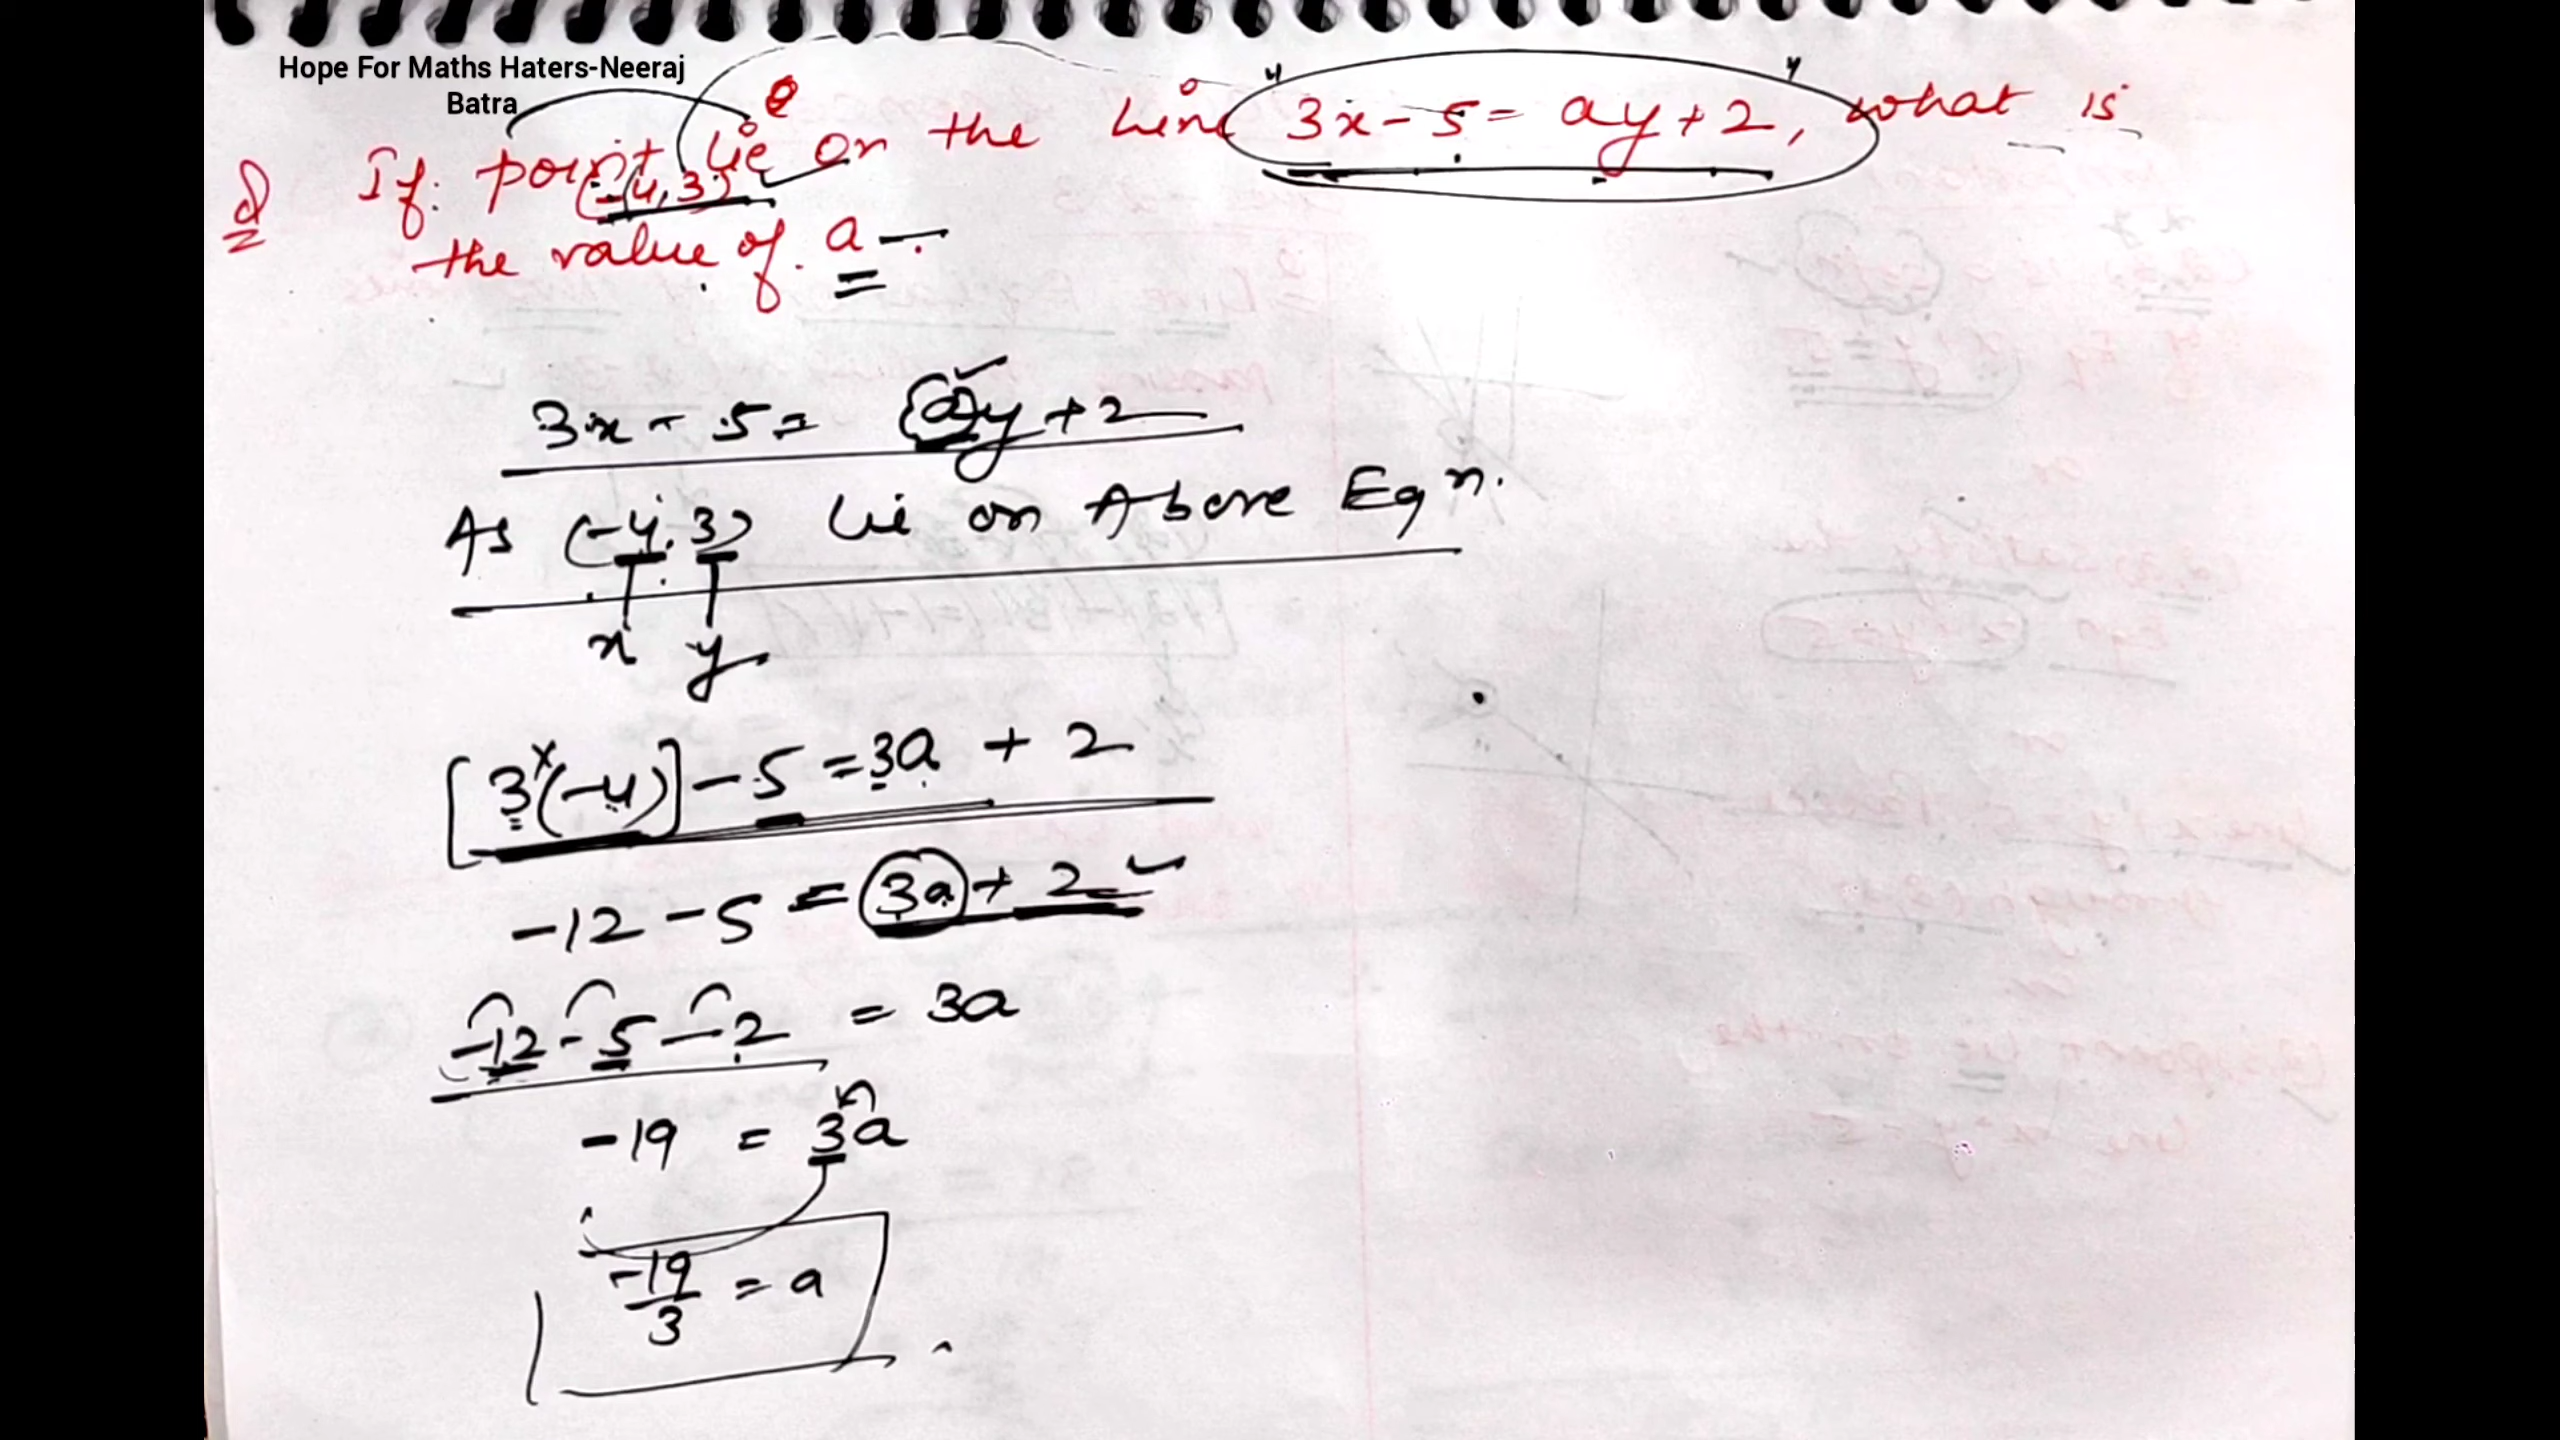 Hope For Maths Haters-Neeraj
Batra
Q If point (-4,3) lie on the line 3x - 5 = ay + 2, what is
the value of a -.
3x - 5 = ay + 2
As (-4, 3) lie on Above Eqn.
x y
[3x(-4)] - 5 = 3a + 2
-12 - 5 = 3a + 2
-12 - 5 - 2 = 3a
-19 = 3a
-19/3 = a